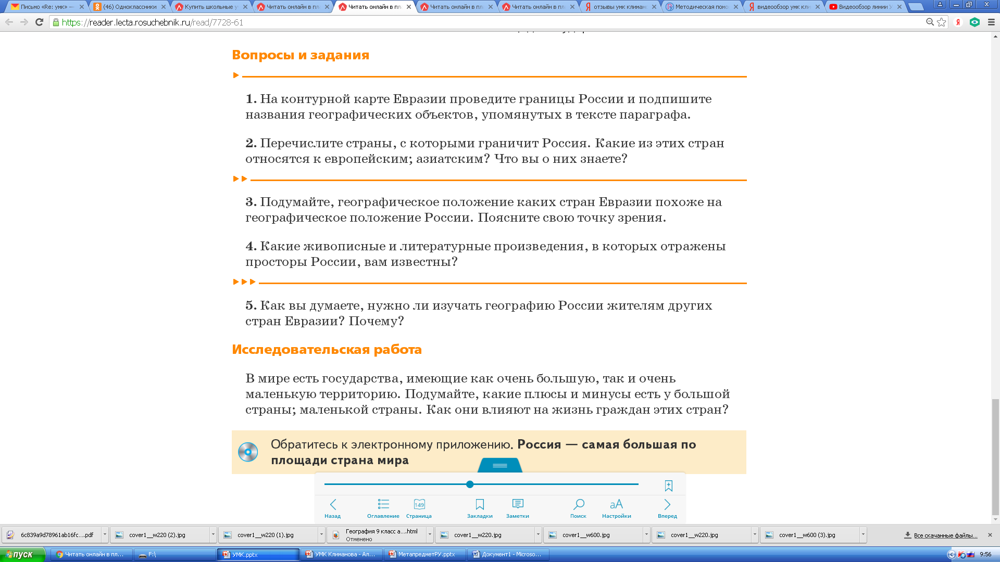 Письмо «Re: умк» —
(46) Одноклассники
Купить школьные у
Читать онлайн в пл
Читать онлайн в пл
Читать онлайн в пл
Читать онлайн в пл
отзывы умк климан
Методическая помо
видеообзор умк кли
Видеообзор линии У
https://reader.lecta.rosuchebnik.ru/read/7728-61
Вопросы и задания
1. На контурной карте Евразии проведите границы России и подпишите
названия географических объектов, упомянутых в тексте параграфа.
2. Перечислите страны, с которыми граничит Россия. Какие из этих стран
относятся к европейским; азиатским? Что вы о них знаете?
3. Подумайте, географическое положение каких стран Евразии похоже на
географическое положение России. Поясните свою точку зрения.
4. Какие живописные и литературные произведения, в которых отражены
просторы России, вам известны?
5. Как вы думаете, нужно ли изучать географию России жителям других
стран Евразии? Почему?
Исследовательская работа
В мире есть государства, имеющие как очень большую, так и очень
маленькую территорию. Подумайте, какие плюсы и минусы есть у большой
страны; маленькой страны. Как они влияют на жизнь граждан этих стран?
Обратитесь к электронному приложению. Россия — самая большая по
площади страна мира
149
Назад
Оглавление
Страница
Закладки
Заметки
Поиск
аА
Настройки
Вперед
6c839a9d78961ab16fc....pdf
cover1__w220 (2).jpg
cover1__w220 (1).jpg
География 9 класс а....html
Отменено
cover1__w220.jpg
cover1__w600.jpg
cover1__w220.jpg
cover1__w600 (3).jpg
Все скачанные файлы...
пуск
Читать онлайн в пл...
F:\
УМК.pptx
УМК Климанова - Ал...
МетапредметРУ.pptx
Документ1 - Microso...
9:56